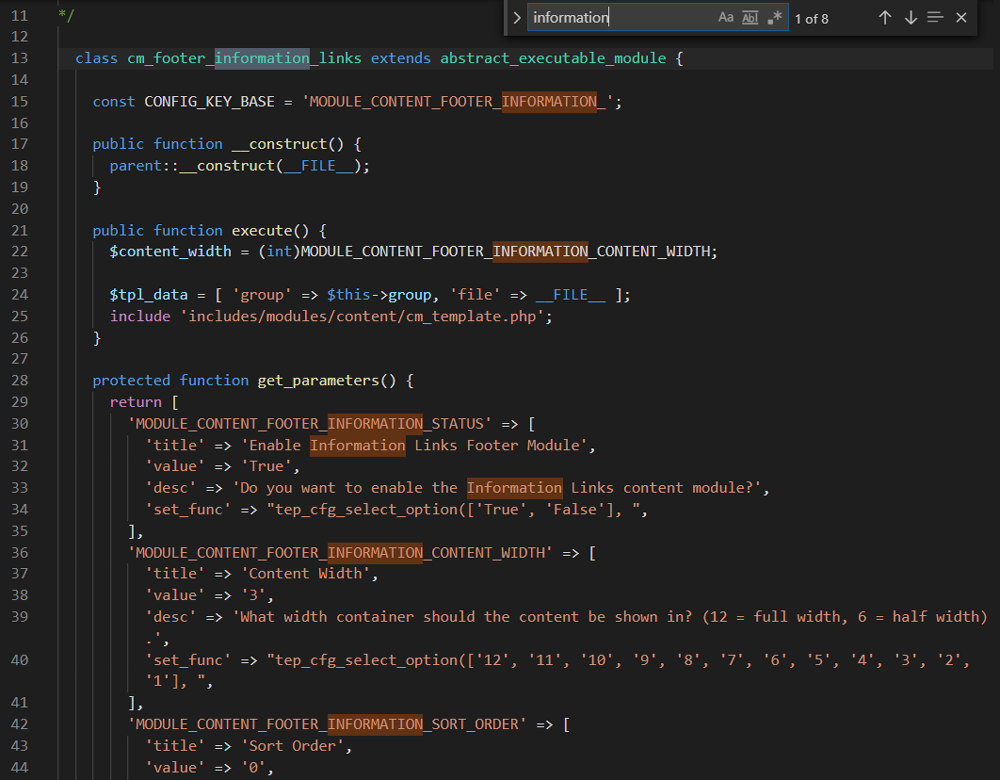 information Aa Abl .* 1 of 8
11 */
12
13 class cm_footer_information_links extends abstract_executable_module {
14
15 const CONFIG_KEY_BASE = 'MODULE_CONTENT_FOOTER_INFORMATION_';
16
17 public function __construct() {
18 parent::__construct(__FILE__);
19 }
20
21 public function execute() {
22 $content_width = (int)MODULE_CONTENT_FOOTER_INFORMATION_CONTENT_WIDTH;
23
24 $tpl_data = [ 'group' => $this->group, 'file' => __FILE__ ];
25 include 'includes/modules/content/cm_template.php';
26 }
27
28 protected function get_parameters() {
29 return [
30 'MODULE_CONTENT_FOOTER_INFORMATION_STATUS' => [
31 'title' => 'Enable Information Links Footer Module',
32 'value' => 'True',
33 'desc' => 'Do you want to enable the Information Links content module?',
34 'set_func' => "tep_cfg_select_option(['True', 'False'], ",
35 ],
36 'MODULE_CONTENT_FOOTER_INFORMATION_CONTENT_WIDTH' => [
37 'title' => 'Content Width',
38 'value' => '3',
39 'desc' => 'What width container should the content be shown in? (12 = full width, 6 = half width)
.',
40 'set_func' => "tep_cfg_select_option(['12', '11', '10', '9', '8', '7', '6', '5', '4', '3', '2',
'1'], ",
41 ],
42 'MODULE_CONTENT_FOOTER_INFORMATION_SORT_ORDER' => [
43 'title' => 'Sort Order',
44 'value' => '0',